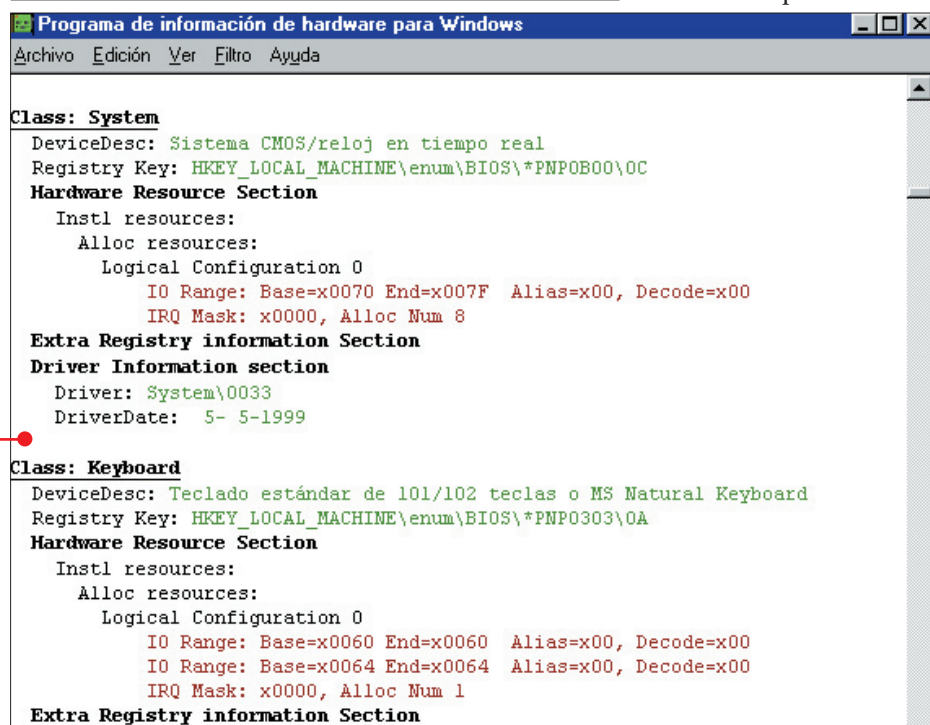 Programa de información de hardware para Windows
Archivo Edición Ver Filtro Ayuda
Class: System
DeviceDesc: Sistema CMOS/reloj en tiempo real
Registry Key: HKEY_LOCAL_MACHINE\enum\BIOS\*PNP0B00\0C
Hardware Resource Section
Instl resources:
Alloc resources:
Logical Configuration 0
IO Range: Base=x0070 End=x007F Alias=x00, Decode=x00
IRQ Mask: x0000, Alloc Num 8
Extra Registry information Section
Driver Information section
Driver: System\0033
DriverDate: 5- 5-1999
Class: Keyboard
DeviceDesc: Teclado estándar de 101/102 teclas o MS Natural Keyboard
Registry Key: HKEY_LOCAL_MACHINE\enum\BIOS\*PNP0303\0A
Hardware Resource Section
Instl resources:
Alloc resources:
Logical Configuration 0
IO Range: Base=x0060 End=x0060 Alias=x00, Decode=x00
IO Range: Base=x0064 End=x0064 Alias=x00, Decode=x00
IRQ Mask: x0000, Alloc Num 1
Extra Registry information Section